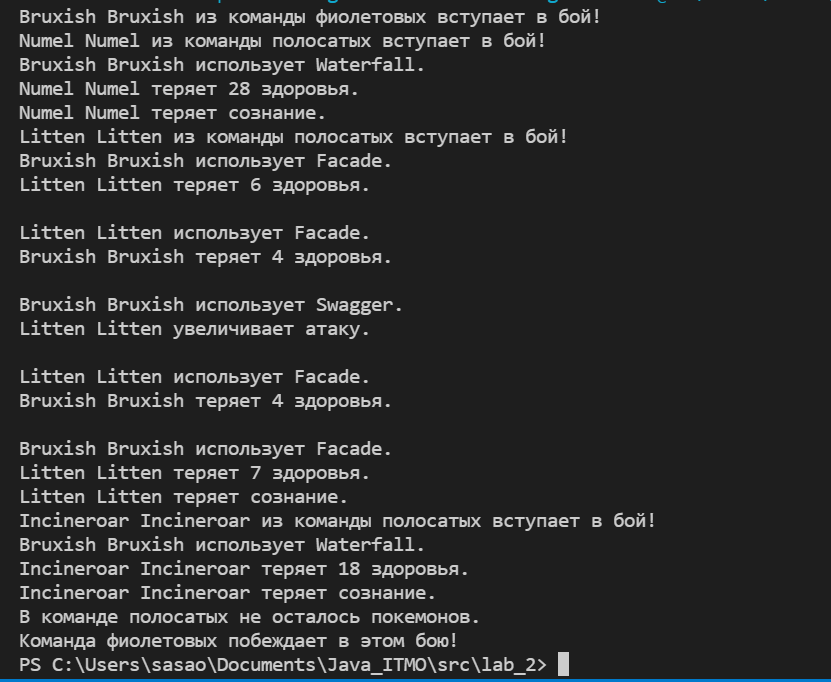 Bruxish Bruxish из команды фиолетовых вступает в бой!
Numel Numel из команды полосатых вступает в бой!
Bruxish Bruxish использует Waterfall.
Numel Numel теряет 28 здоровья.
Numel Numel теряет сознание.
Litten Litten из команды полосатых вступает в бой!
Bruxish Bruxish использует Facade.
Litten Litten теряет 6 здоровья.
Litten Litten использует Facade.
Bruxish Bruxish теряет 4 здоровья.
Bruxish Bruxish использует Swagger.
Litten Litten увеличивает атаку.
Litten Litten использует Facade.
Bruxish Bruxish теряет 4 здоровья.
Bruxish Bruxish использует Facade.
Litten Litten теряет 7 здоровья.
Litten Litten теряет сознание.
Incineroar Incineroar из команды полосатых вступает в бой!
Bruxish Bruxish использует Waterfall.
Incineroar Incineroar теряет 18 здоровья.
Incineroar Incineroar теряет сознание.
В команде полосатых не осталось покемонов.
Команда фиолетовых побеждает в этом бою!
PS C:\Users\sasao\Documents\Java_ITMO\src\lab_2>